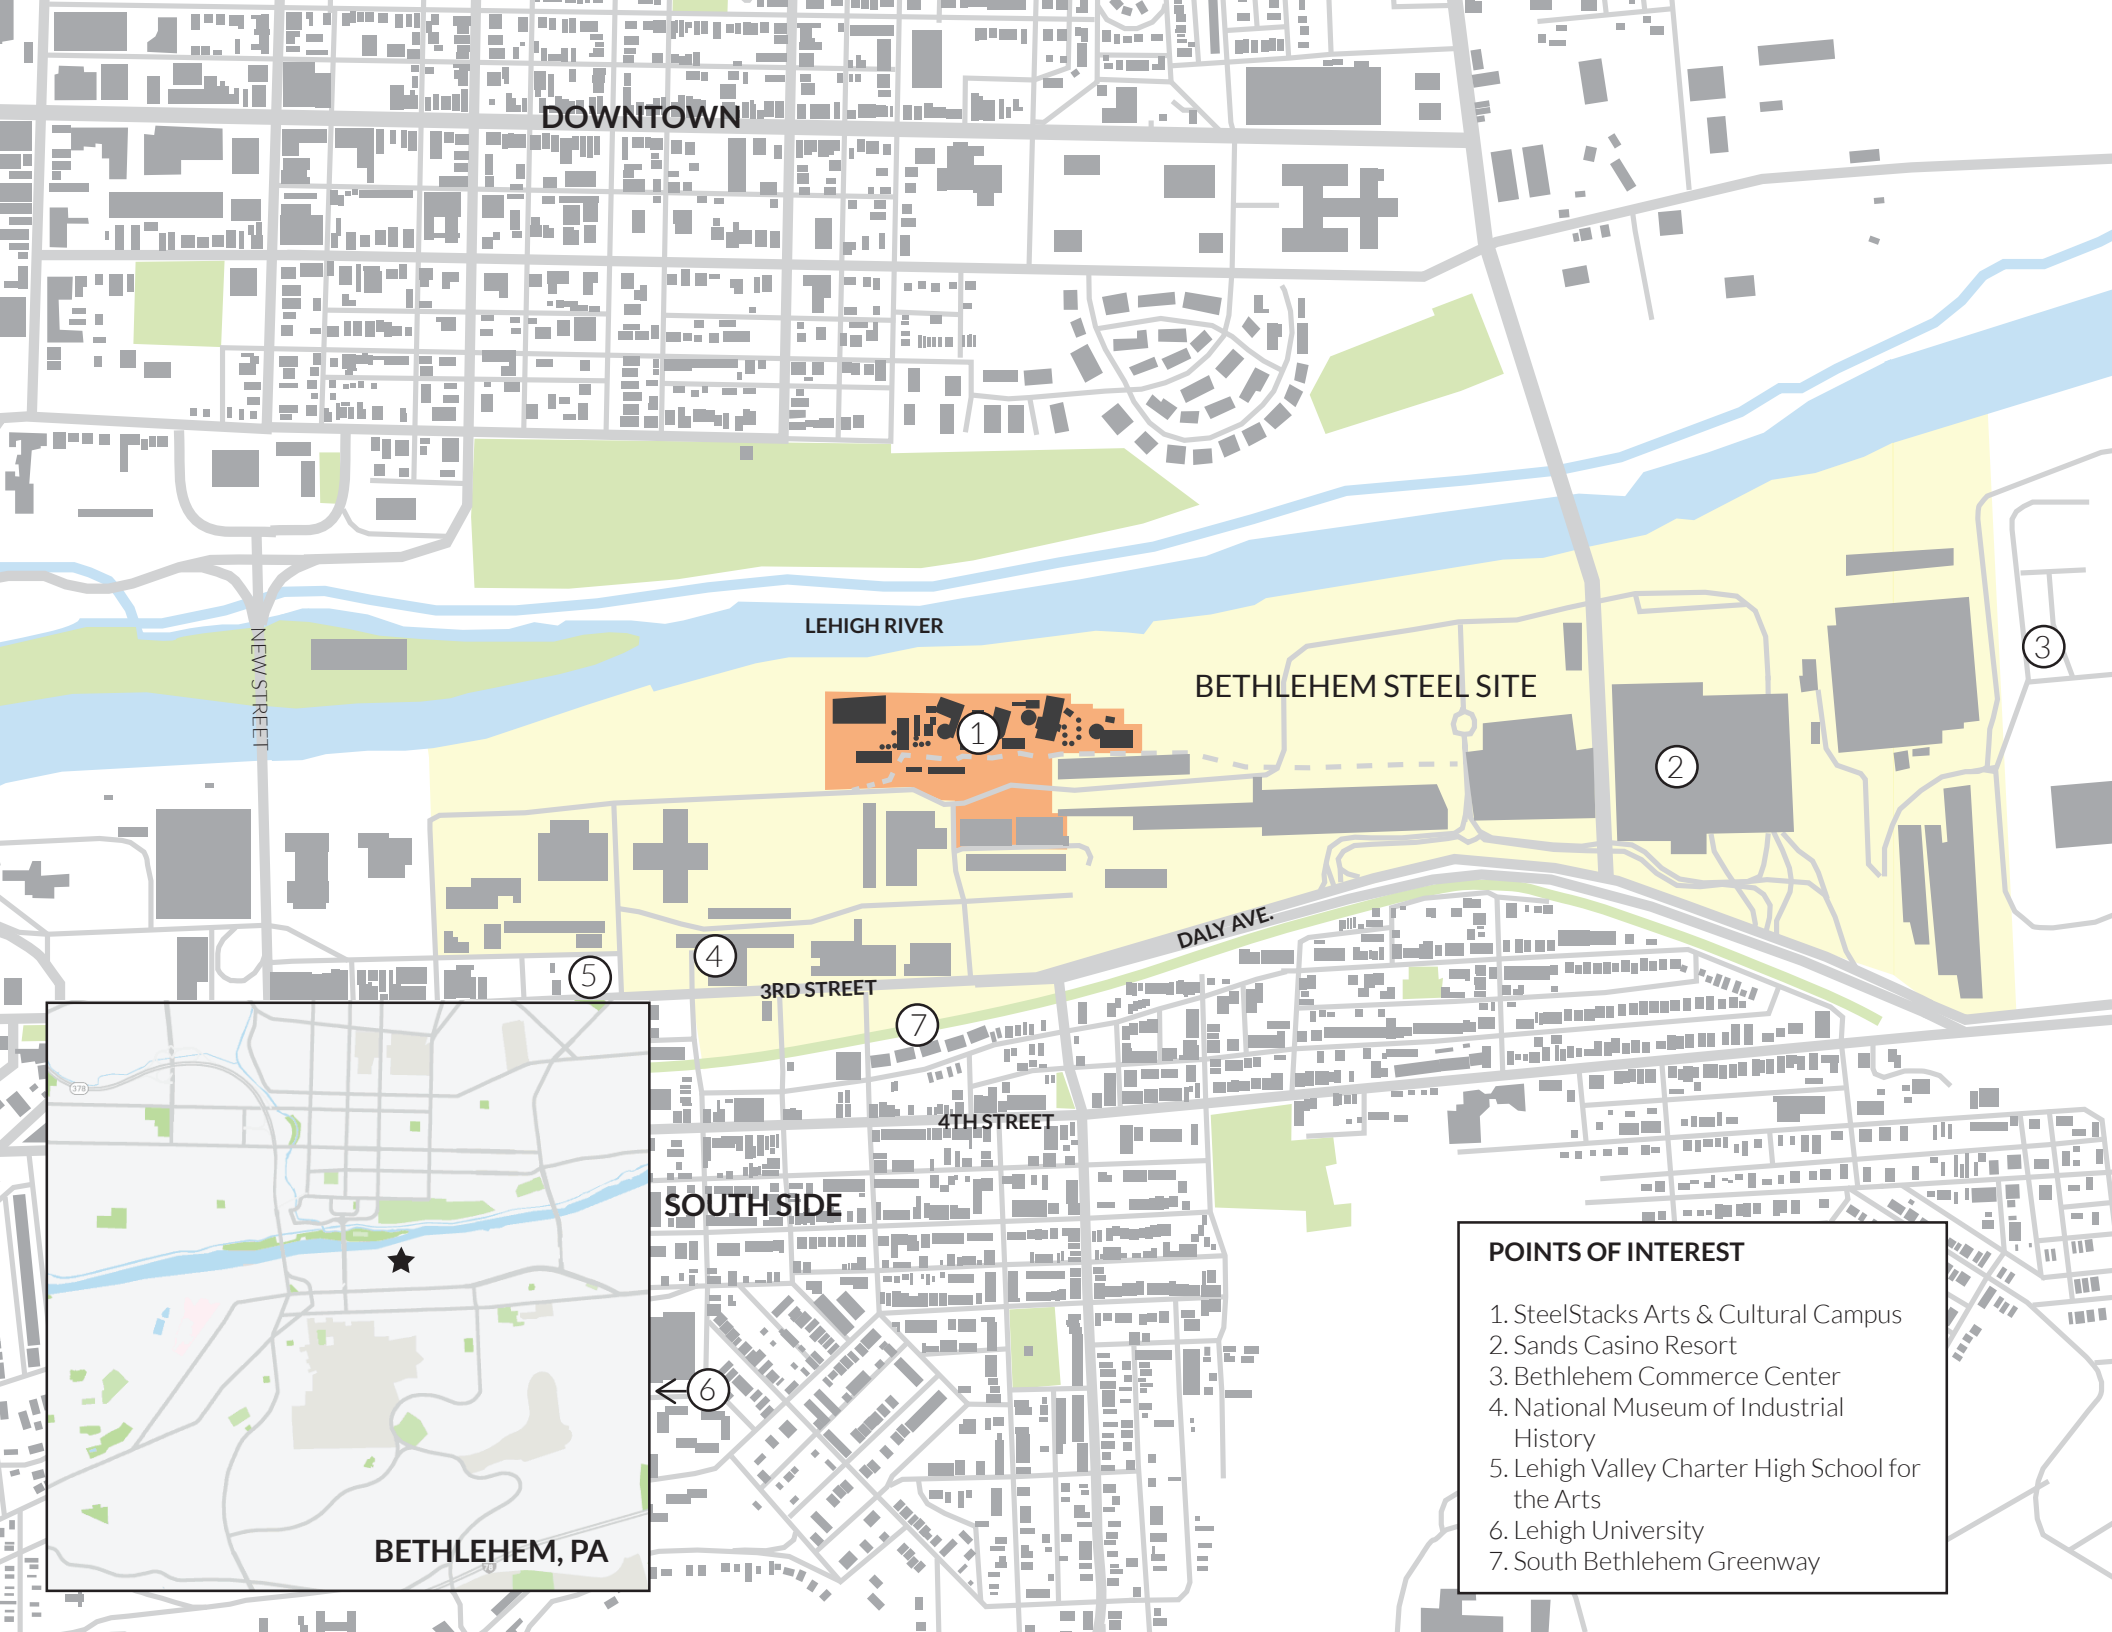 DOWNTOWN
LEHIGH RIVER
NEW STREET
BETHLEHEM STEEL SITE
3
1
2
DALY AVE.
4
5
3RD STREET
7
378
4TH STREET
SOUTH SIDE
POINTS OF INTEREST
1. SteelStacks Arts & Cultural Campus
2. Sands Casino Resort
3. Bethlehem Commerce Center
4. National Museum of Industrial
History
5. Lehigh Valley Charter High School for
the Arts
6. Lehigh University
7. South Bethlehem Greenway
6
BETHLEHEM, PA
78